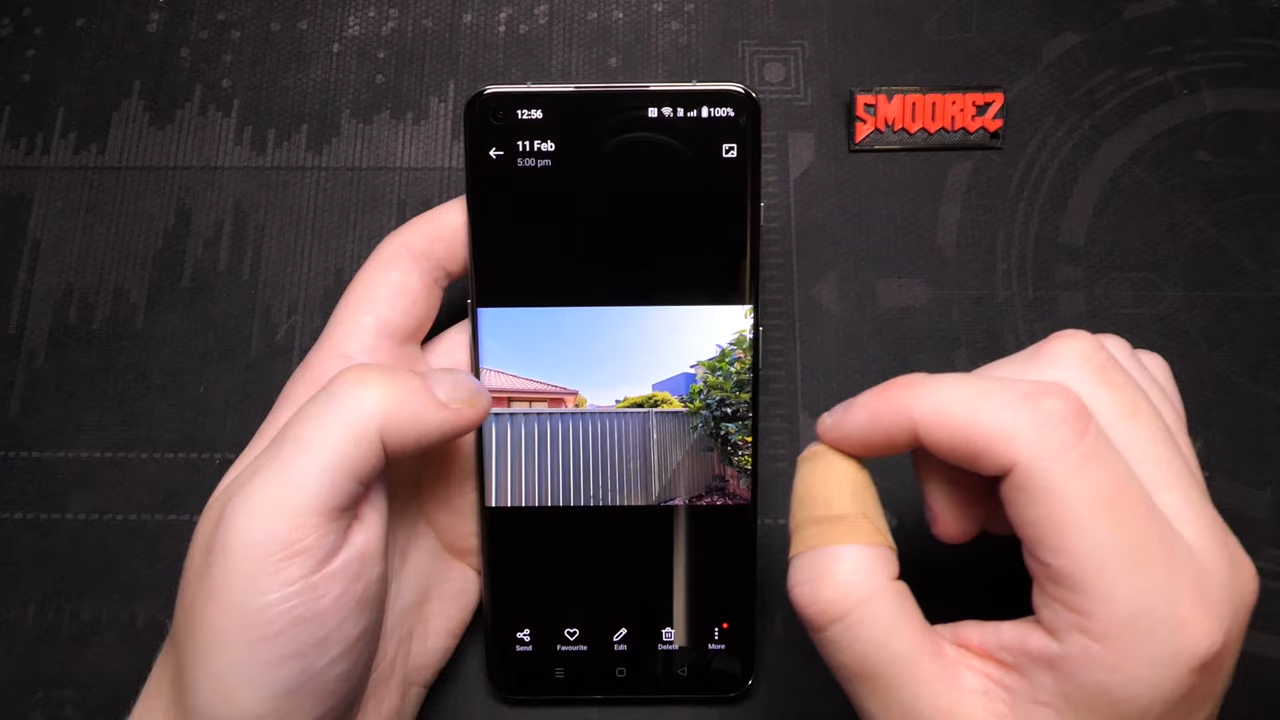 12:56
100%
11 Feb
5:00 pm
SMOOREZ
Send
Favourite
Edit
Delete
More